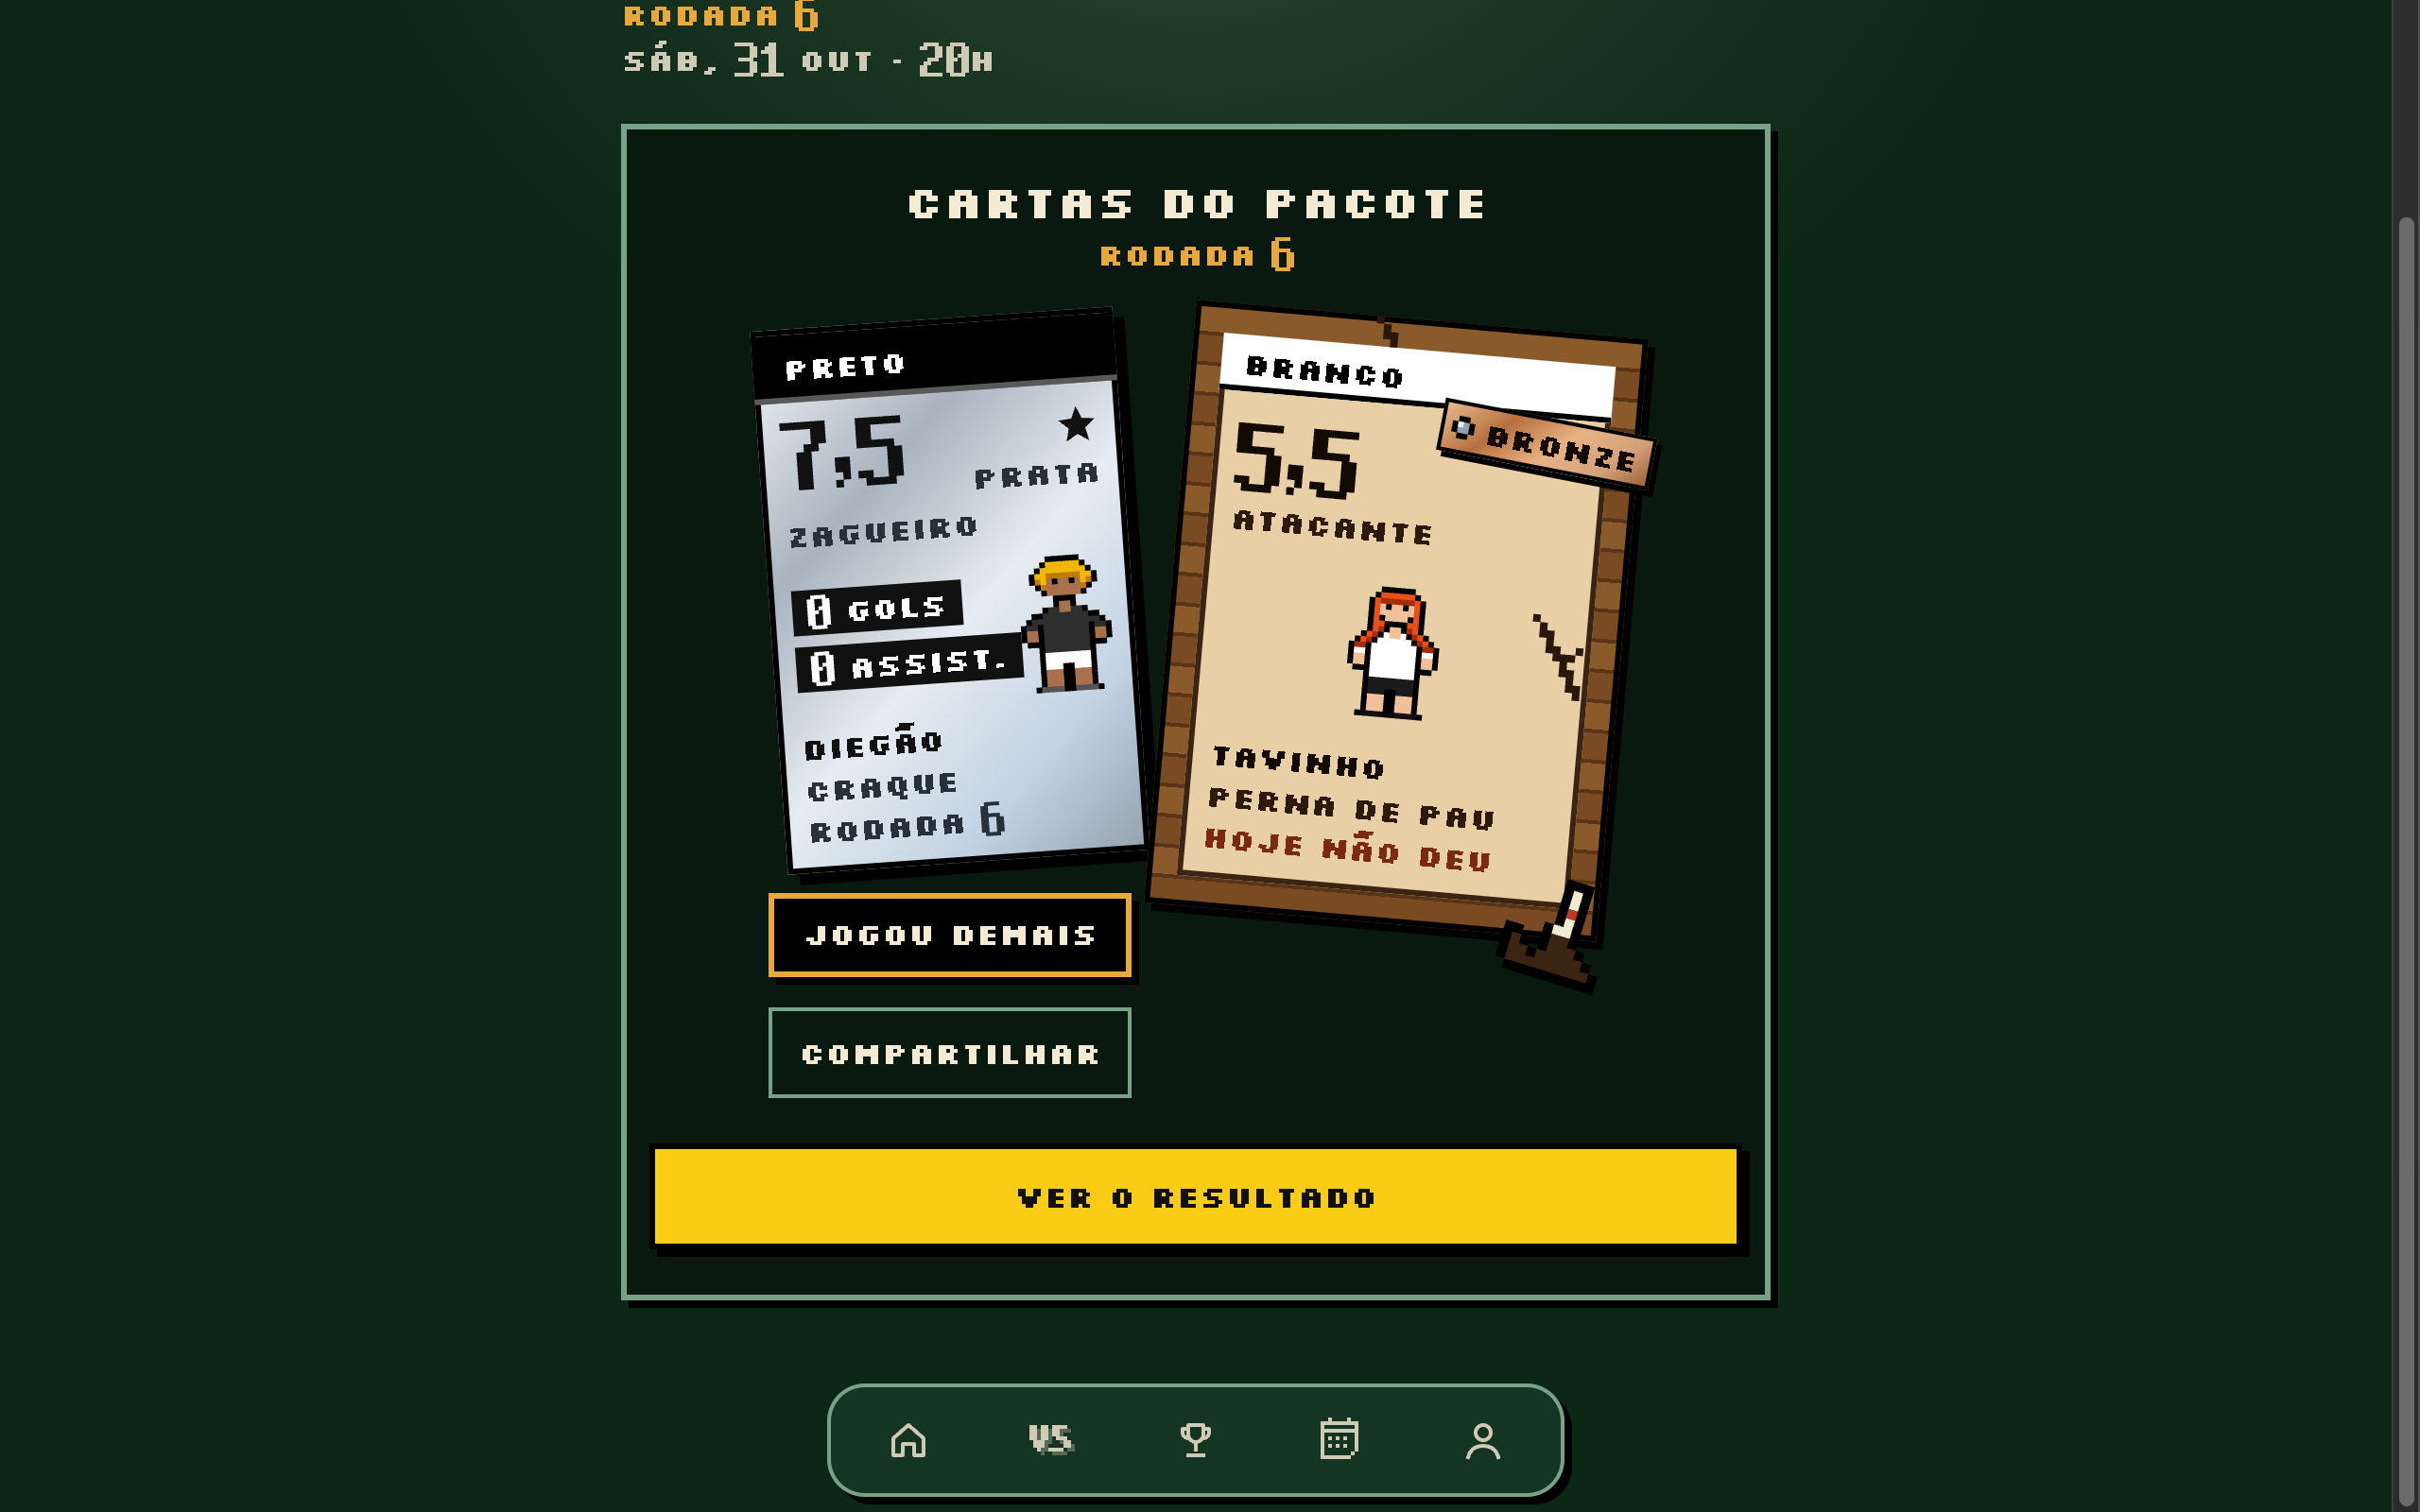 RODADA 6
SÁB, 31 OUT - 20H
CARTAS DO PACOTE
RODADA 6
PRETO
7,5
PRATA
ZAGUEIRO
0 GOLS
0 ASSIST.
DIEGÃO
CRAQUE
RODADA 6
BRANCO
BRONZE
5,5
ATACANTE
TAVINHO
PERNA DE PAU
HOJE NÃO DEU
JOGOU DEMAIS
COMPARTILHAR
VER O RESULTADO
VS